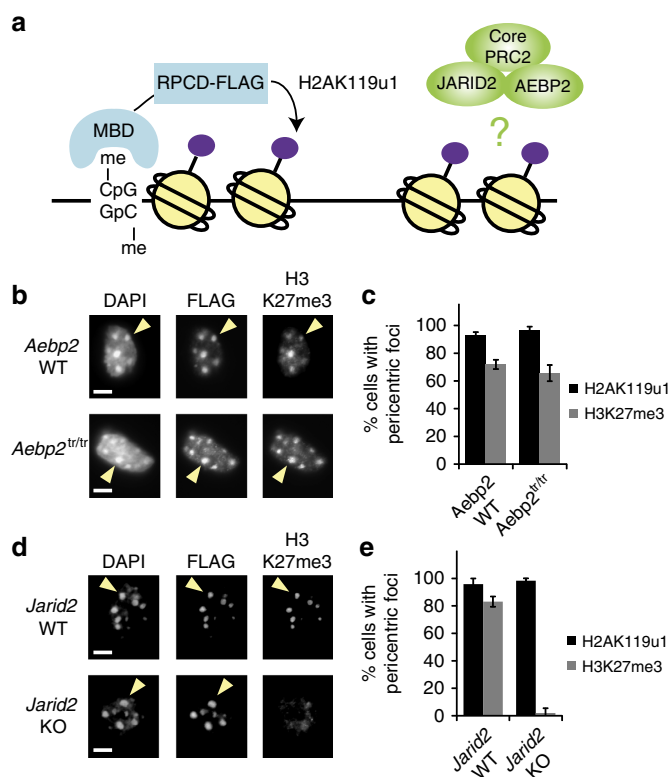 a
RPCD-FLAG
H2AK119u1
MBD
me
CpG
GpC
me
Core
PRC2
JARID2
AEBP2
?
b
DAPI
FLAG
H3
K27me3
Aebp2
WT
Aebp2tr/tr
c
% cells with
pericentric foci
100
80
60
40
20
0
H2AK119u1
H3K27me3
Aebp2
WT
Aebp2tr/tr
d
DAPI
FLAG
H3
K27me3
Jarid2
WT
Jarid2
KO
e
% cells with
pericentric foci
100
80
60
40
20
0
H2AK119u1
H3K27me3
Jarid2
WT
Jarid2
KO